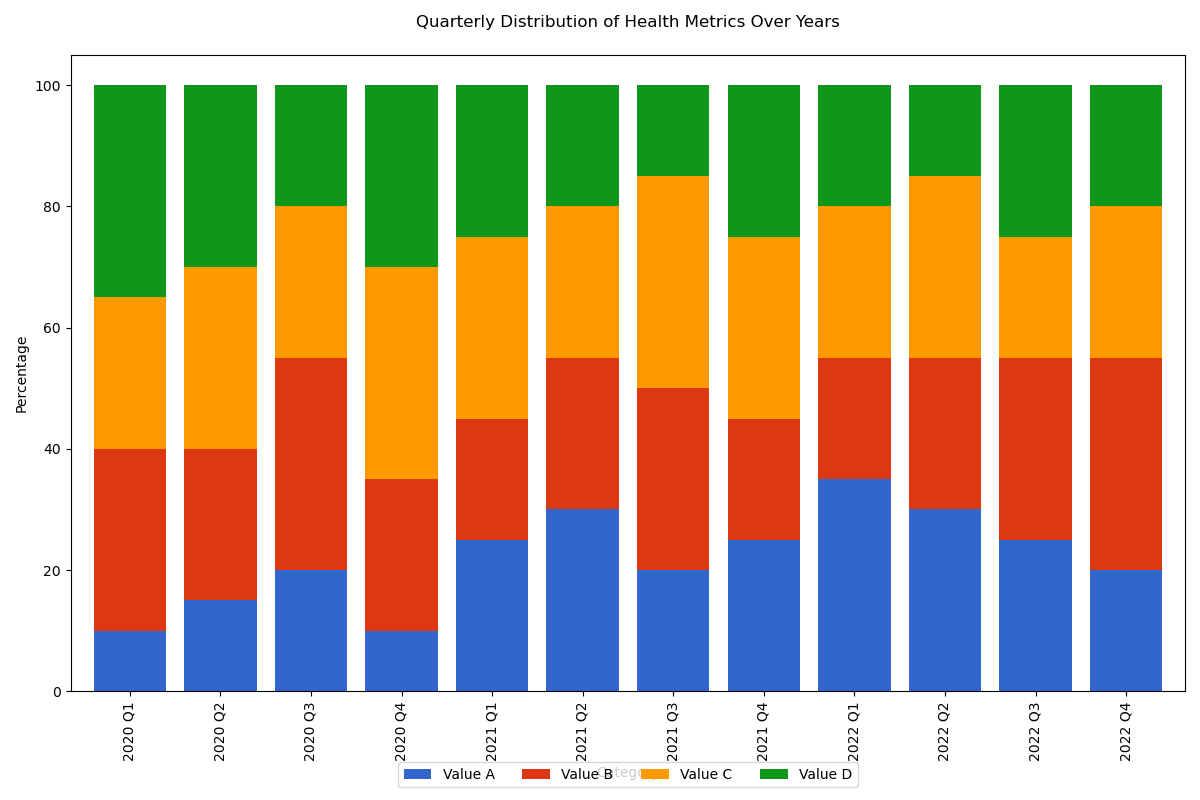 Quarterly Distribution of Health Metrics Over Years
Percentage
100
80
60
40
20
0
2020 Q1
2020 Q2
2020 Q3
2020 Q4
2021 Q1
2021 Q2
2021 Q3
2021 Q4
2022 Q1
2022 Q2
2022 Q3
2022 Q4
Category
Value A
Value B
Value C
Value D